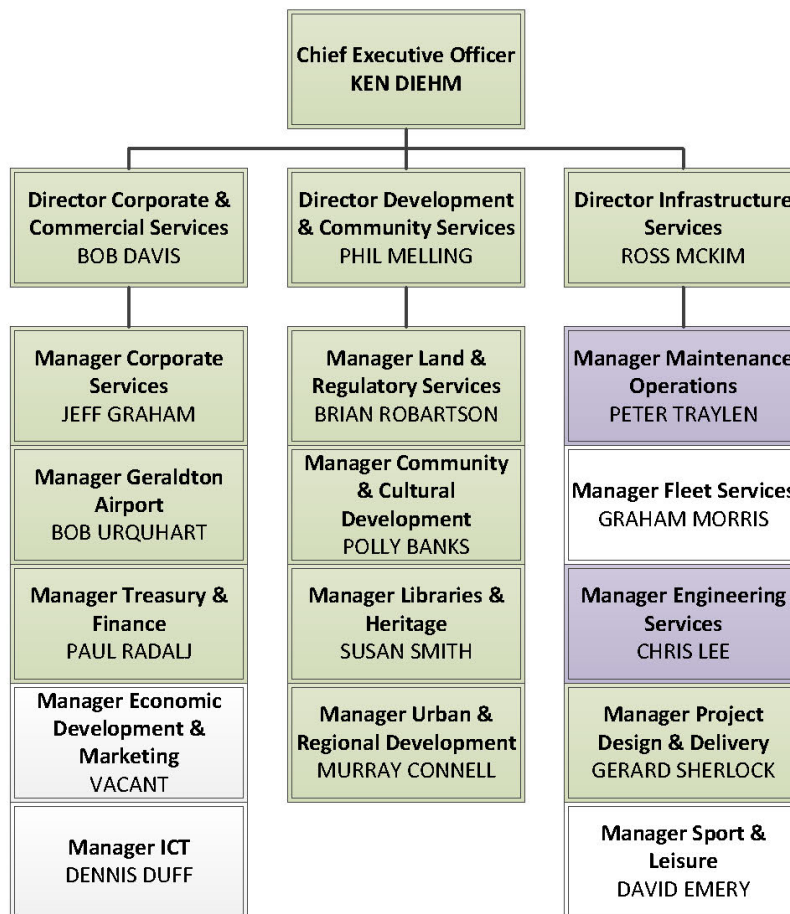 Chief Executive Officer
KEN DIEHM
Director Corporate &
Commercial Services
BOB DAVIS
Director Development
& Community Services
PHIL MELLING
Director Infrastructure
Services
ROSS MCKIM
Manager Corporate
Services
JEFF GRAHAM
Manager Geraldton
Airport
BOB URQUHART
Manager Treasury &
Finance
PAUL RADALJ
Manager Economic
Development &
Marketing
VACANT
Manager ICT
DENNIS DUFF
Manager Land &
Regulatory Services
BRIAN ROBARTSON
Manager Community
& Cultural
Development
POLLY BANKS
Manager Libraries &
Heritage
SUSAN SMITH
Manager Urban &
Regional Development
MURRAY CONNELL
Manager Maintenance
Operations
PETER TRAYLEN
Manager Fleet Services
GRAHAM MORRIS
Manager Engineering
Services
CHRIS LEE
Manager Project
Design & Delivery
GERARD SHERLOCK
Manager Sport &
Leisure
DAVID EMERY